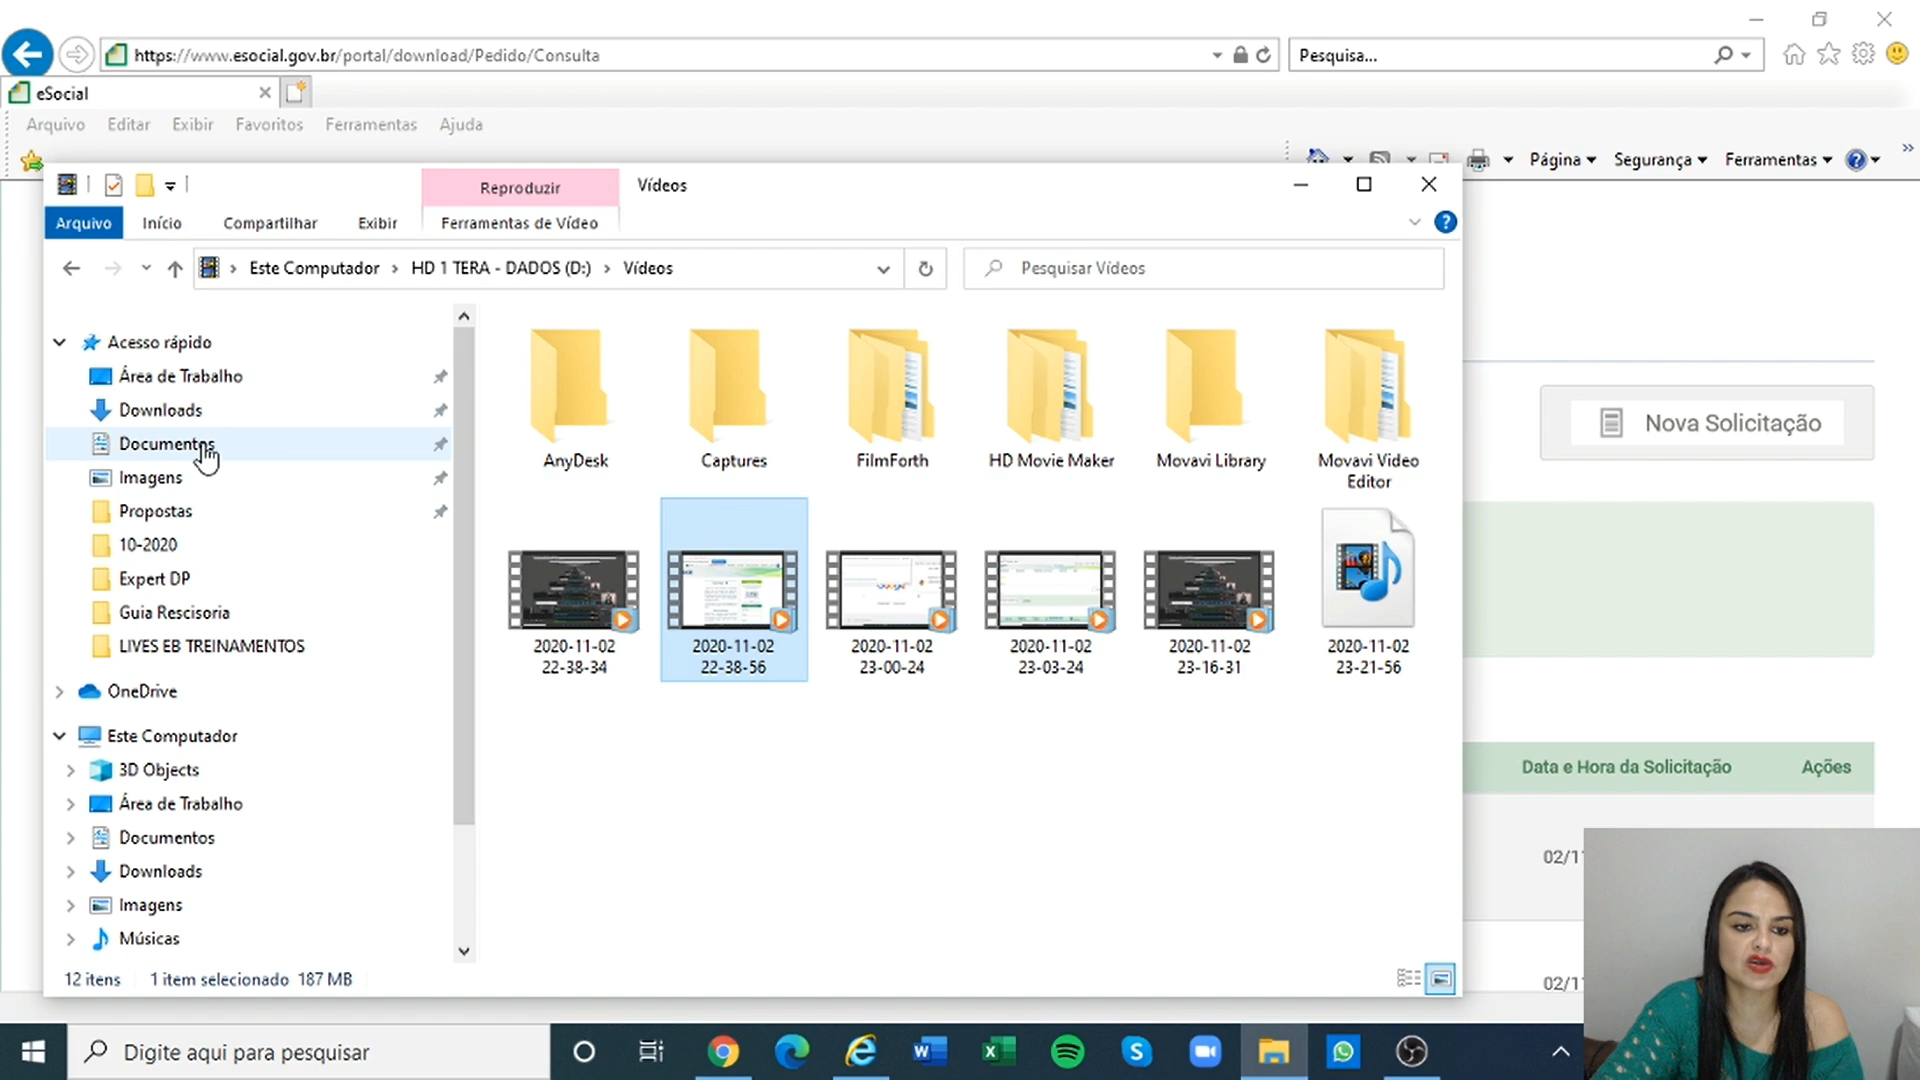 https://www.esocial.gov.br/portal/download/Pedido/Consulta
Pesquisa...
eSocial
Arquivo Editar Exibir Favoritos Ferramentas Ajuda
Página Segurança Ferramentas
Reproduzir Vídeos
Arquivo Início Compartilhar Exibir Ferramentas de Vídeo
Este Computador > HD 1 TERA - DADOS (D:) > Vídeos
Pesquisar Vídeos
Acesso rápido
Área de Trabalho
Downloads
Documentos
Imagens
Propostas
10-2020
Expert DP
Guia Rescisoria
LIVES EB TREINAMENTOS
OneDrive
Este Computador
3D Objects
Área de Trabalho
Documentos
Downloads
Imagens
Músicas
AnyDesk
Captures
FilmForth
HD Movie Maker
Movavi Library
Movavi Video
Editor
2020-11-02
22-38-34
2020-11-02
22-38-56
2020-11-02
23-00-24
2020-11-02
23-03-24
2020-11-02
23-16-31
2020-11-02
23-21-56
12 itens 1 item selecionado 187 MB
Nova Solicitação
Data e Hora da Solicitação Ações
02/11
02/11
Digite aqui para pesquisar